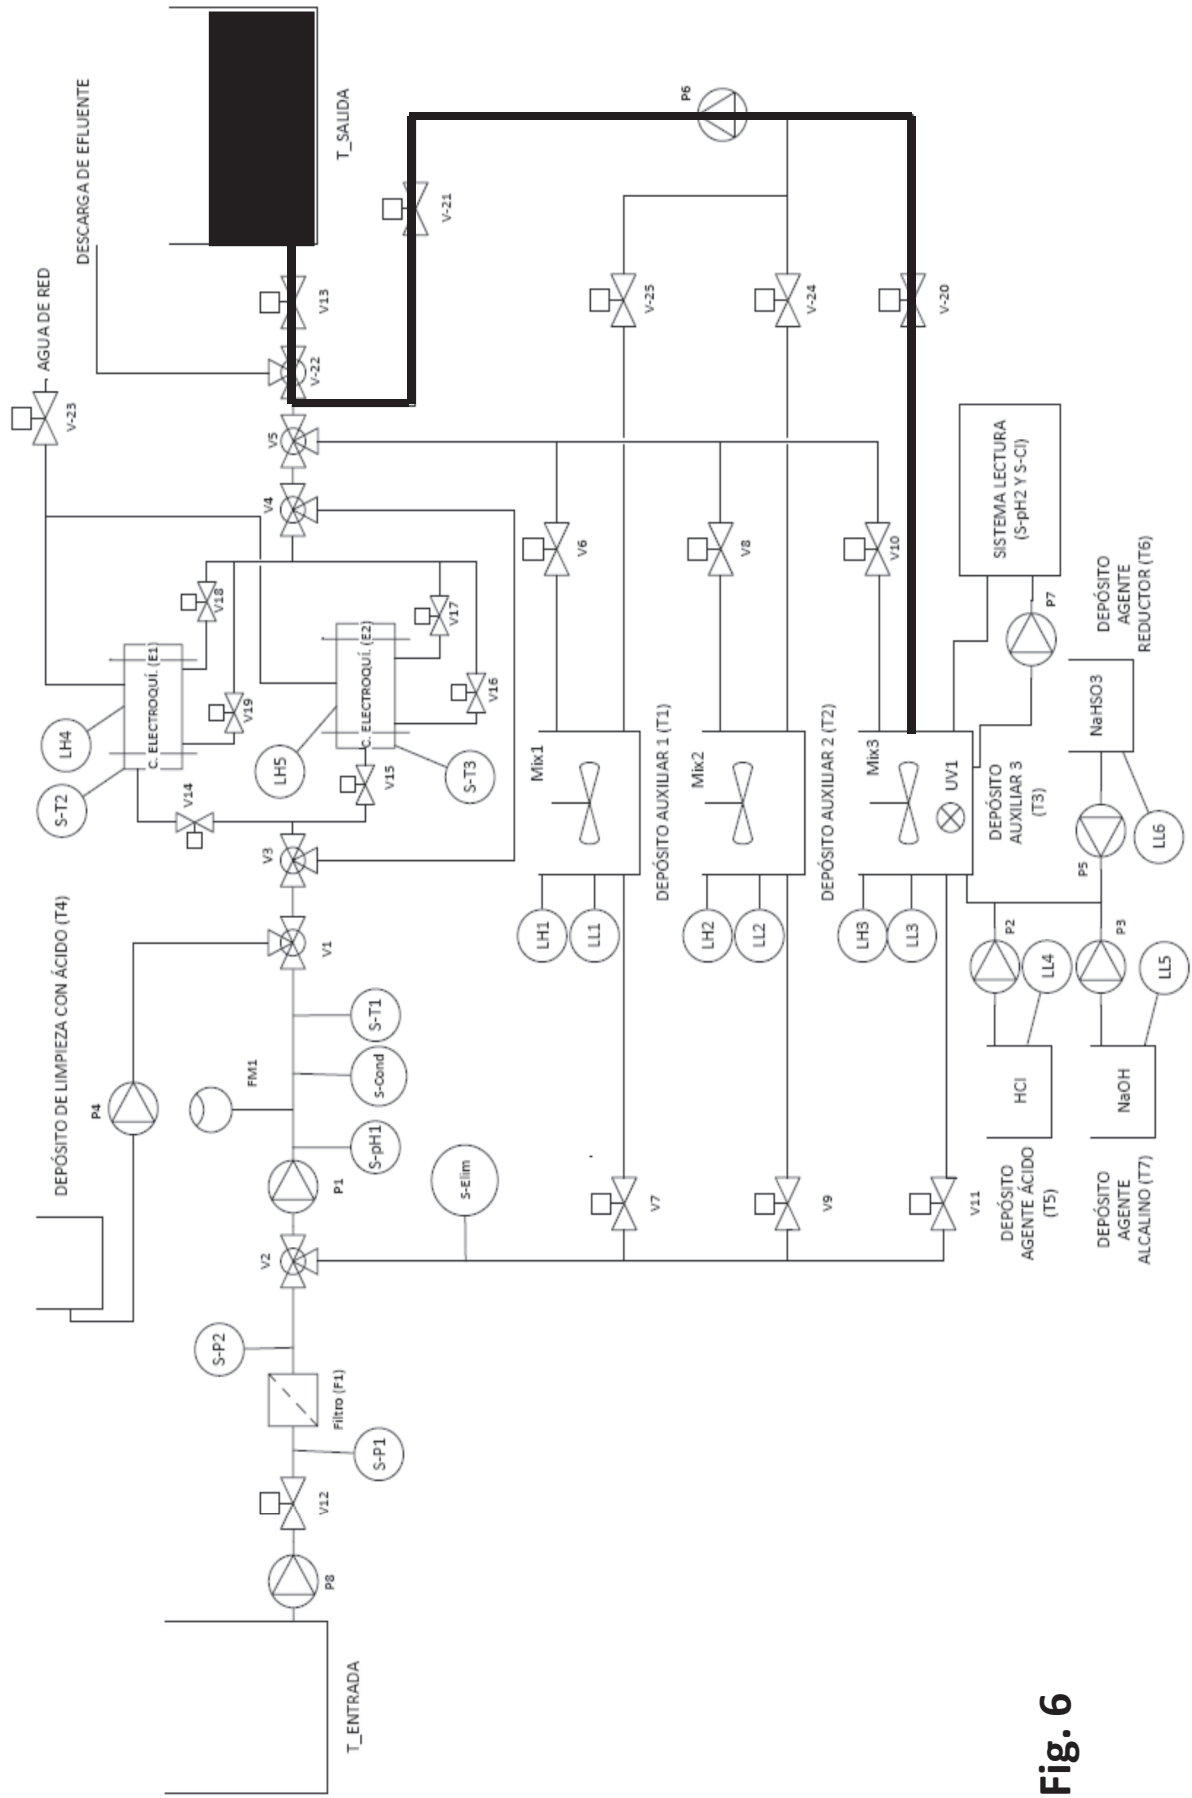 T_ENTRADA
P8
V12
S-P1
Filtro (F1)
S-P2
V2
DEPÓSITO DE LIMPIEZA CON ÁCIDO (T4)
P4
P1
S-pH1
FM1
S-Cond
S-T1
S-Elim
V1
V3
V14
V15
S-T2
LH4
C. ELECTROQUÍ. (E1)
V19
V18
LH5
S-T3
C. ELECTROQUÍ. (E2)
V16
V17
V4
V5
V-23
AGUA DE RED
V-22
DESCARGA DE EFLUENTE
V13
T_SALIDA
V-21
P6
V-25
V-24
V-20
V6
V8
V10
V7
V9
V11
LH1
LL1
Mix1
DEPÓSITO AUXILIAR 1 (T1)
LH2
LL2
Mix2
DEPÓSITO AUXILIAR 2 (T2)
LH3
LL3
Mix3
UV1
DEPÓSITO
AUXILIAR 3
(T3)
P2
LL4
HCl
DEPÓSITO
AGENTE ÁCIDO
(T5)
P3
LL5
NaOH
DEPÓSITO
AGENTE
ALCALINO (T7)
P5
LL6
NaHSO3
DEPÓSITO
AGENTE
REDUCTOR (T6)
P7
SISTEMA LECTURA
(S-pH2 Y S-Cl)
Fig. 6